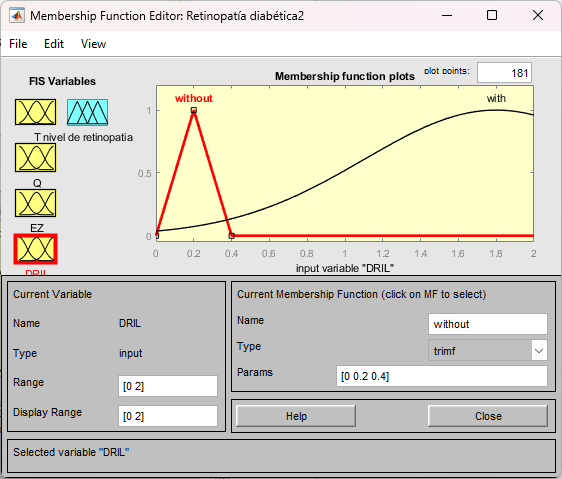 Membership Function Editor: Retinopatía diabética2
File Edit View
FIS Variables
T
nivel de retinopatia
Q
EZ
DRIL
Membership function plots
plot points:
181
without
with
1
0.5
0
0 0.2 0.4 0.6 0.8 1 1.2 1.4 1.6 1.8 2
input variable "DRIL"
Current Variable
Name DRIL
Type input
Range [0 2]
Display Range [0 2]
Current Membership Function (click on MF to select)
Name without
Type trimf
Params [0 0.2 0.4]
Help Close
Selected variable "DRIL"